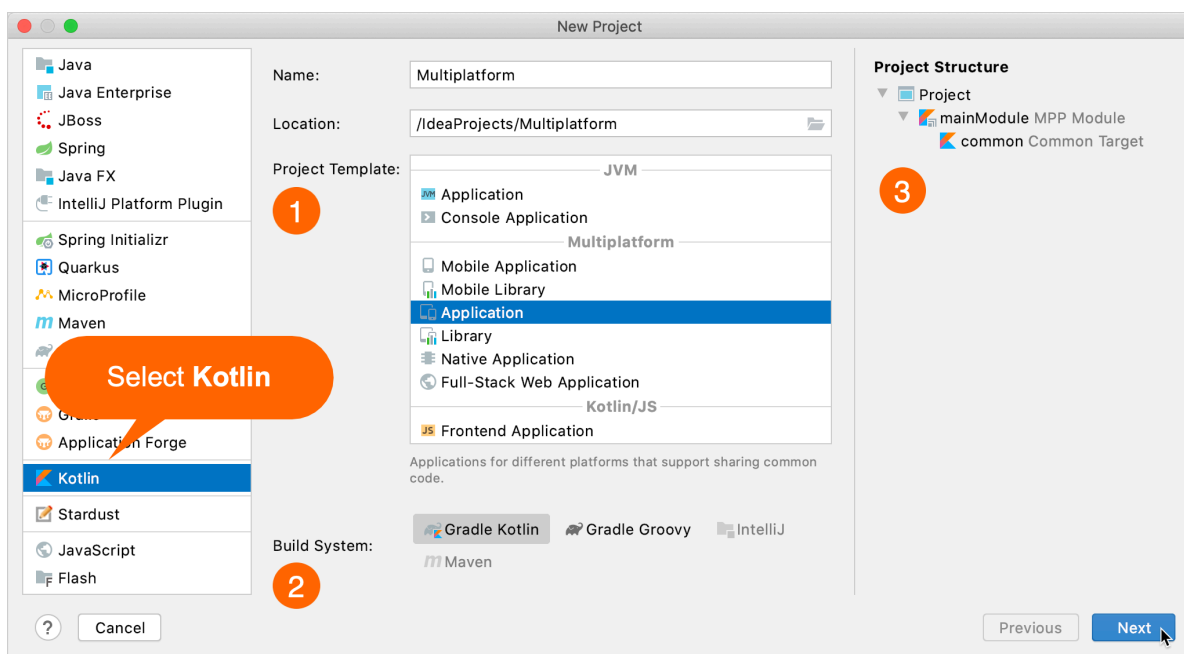 New Project
Java
Java Enterprise
JBoss
Spring
Java FX
IntelliJ Platform Plugin
Spring Initializr
Quarkus
MicroProfile
Maven
Select Kotlin
Application Forge
Kotlin
Stardust
JavaScript
Flash
? Cancel
Name: Multiplatform
Location: /IdeaProjects/Multiplatform
Project Template:
1
JVM
JVM Application
Console Application
Multiplatform
Mobile Application
Mobile Library
Application
Library
Native Application
Full-Stack Web Application
Kotlin/JS
JS Frontend Application
Applications for different platforms that support sharing common
code.
Build System:
2
Gradle Kotlin Gradle Groovy IntelliJ
m Maven
Project Structure
Project
mainModule MPP Module
common Common Target
3
Previous Next